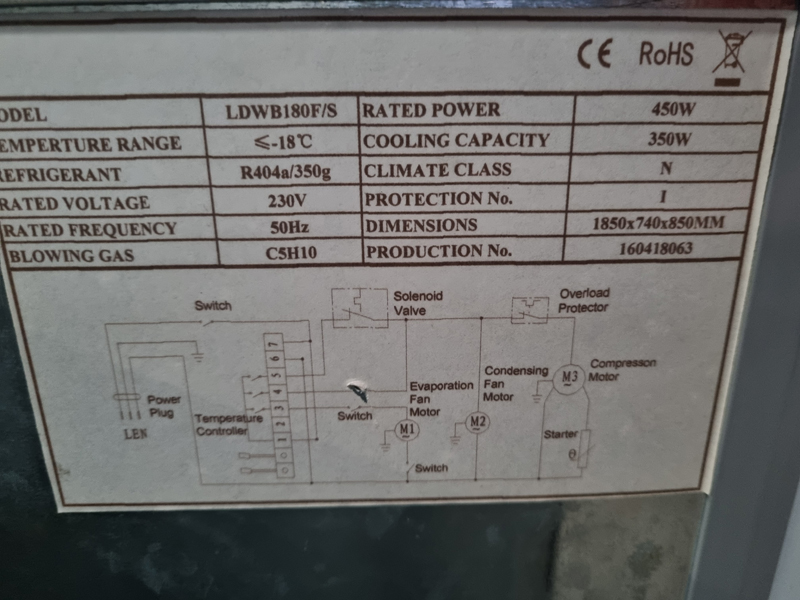 CE RoHS
ODEL LDWB180F/S RATED POWER 450W
EMPERTURE RANGE ≤-18℃ COOLING CAPACITY 350W
EFRIGERANT R404a/350g CLIMATE CLASS N
RATED VOLTAGE 230V PROTECTION No. I
RATED FREQUENCY 50Hz DIMENSIONS 1850x740x850MM
BLOWING GAS C5H10 PRODUCTION No. 160418063
Switch
Solenoid
Valve
Overload
Protector
7
6
5
4
3
2
1
Power
Plug
LEN
Temperature
Controller
Switch
Evaporation
Fan
Motor
M1
Switch
Condensing
Fan
Motor
M2
Compresson
Motor
M3
Starter
θ